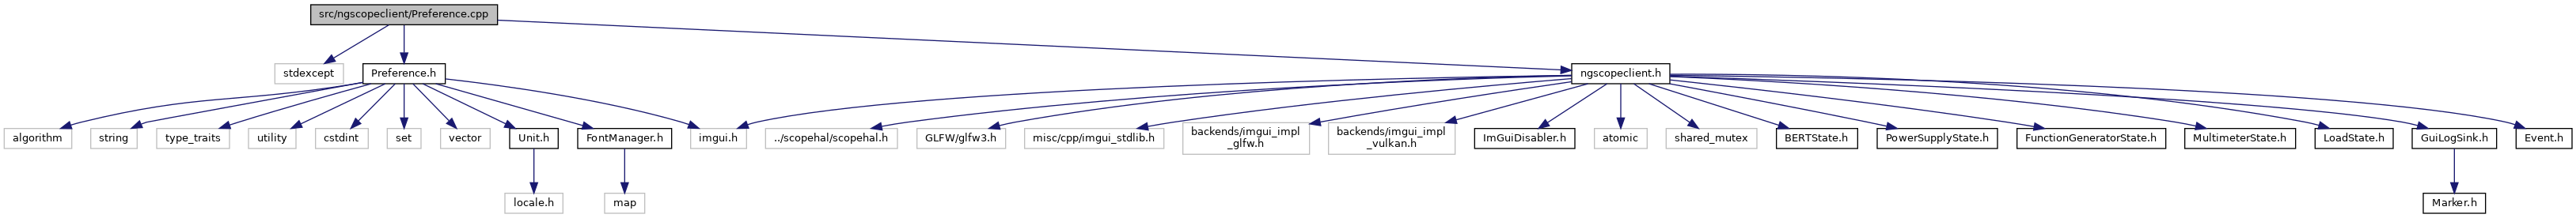 src/ngscopeclient/Preference.cpp
stdexcept
Preference.h
ngscopeclient.h
algorithm
string
type_traits
utility
cstdint
set
vector
Unit.h
FontManager.h
imgui.h
../scopehal/scopehal.h
GLFW/glfw3.h
misc/cpp/imgui_stdlib.h
backends/imgui_impl
_glfw.h
backends/imgui_impl
_vulkan.h
ImGuiDisabler.h
atomic
shared_mutex
BERTState.h
PowerSupplyState.h
FunctionGeneratorState.h
MultimeterState.h
LoadState.h
GuiLogSink.h
Event.h
locale.h
map
Marker.h